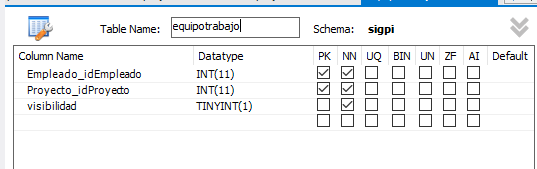 Table Name: equipotrabajo Schema: sigpi
Column Name Datatype PK NN UQ BIN UN ZF AI Default
Empleado_idEmpleado INT(11)
Proyecto_idProyecto INT(11)
visibilidad TINYINT(1)